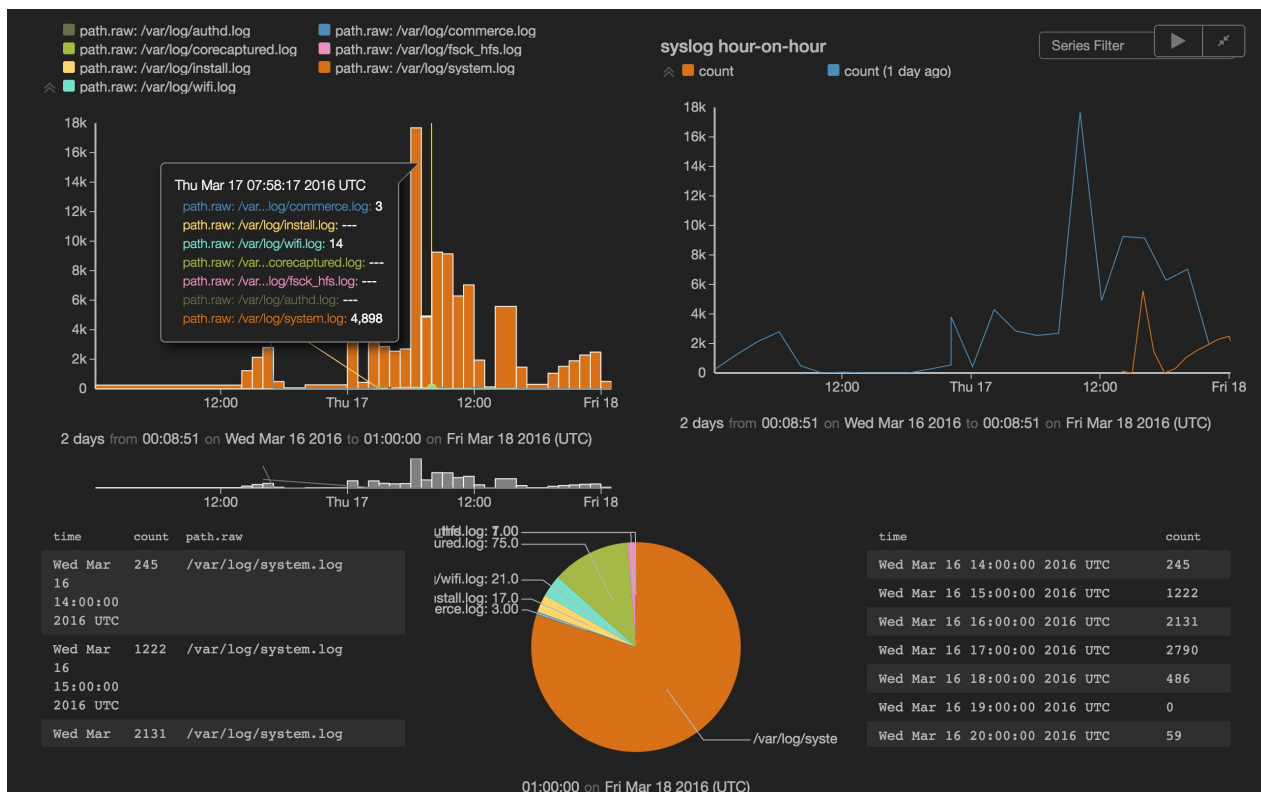 path.raw: /var/log/authd.log
path.raw: /var/log/commerce.log
path.raw: /var/log/corecaptured.log
path.raw: /var/log/fsck_hfs.log
path.raw: /var/log/install.log
path.raw: /var/log/system.log
path.raw: /var/log/wifi.log
18k
16k
14k
12k
10k
8k
6k
4k
2k
0
Thu Mar 17 07:58:17 2016 UTC
path.raw: /var...log/commerce.log: 3
path.raw: /var/log/install.log: ---
path.raw: /var/log/wifi.log: 14
path.raw: /var...corecaptured.log: ---
path.raw: /var...log/fsck_hfs.log: ---
path.raw: /var/log/authd.log: ---
path.raw: /var/log/system.log: 4,898
12:00 Thu 17 12:00 Fri 18
2 days from 00:08:51 on Wed Mar 16 2016 to 01:00:00 on Fri Mar 18 2016 (UTC)
12:00 Thu 17 12:00 Fri 18
syslog hour-on-hour
Series Filter
count
count (1 day ago)
18k
16k
14k
12k
10k
8k
6k
4k
2k
0
12:00 Thu 17 12:00 Fri 18
2 days from 00:08:51 on Wed Mar 16 2016 to 00:08:51 on Fri Mar 18 2016 (UTC)
time count path.raw
Wed Mar 245 /var/log/system.log
16
14:00:00
2016 UTC
Wed Mar 1222 /var/log/system.log
16
15:00:00
2016 UTC
Wed Mar 2131 /var/log/system.log
ured.log: 75.0
/wifi.log: 21.0
nstall.log: 17.0
erce.log: 3.00
/var/log/syste
01:00:00 on Fri Mar 18 2016 (UTC)
time count
Wed Mar 16 14:00:00 2016 UTC 245
Wed Mar 16 15:00:00 2016 UTC 1222
Wed Mar 16 16:00:00 2016 UTC 2131
Wed Mar 16 17:00:00 2016 UTC 2790
Wed Mar 16 18:00:00 2016 UTC 486
Wed Mar 16 19:00:00 2016 UTC 0
Wed Mar 16 20:00:00 2016 UTC 59